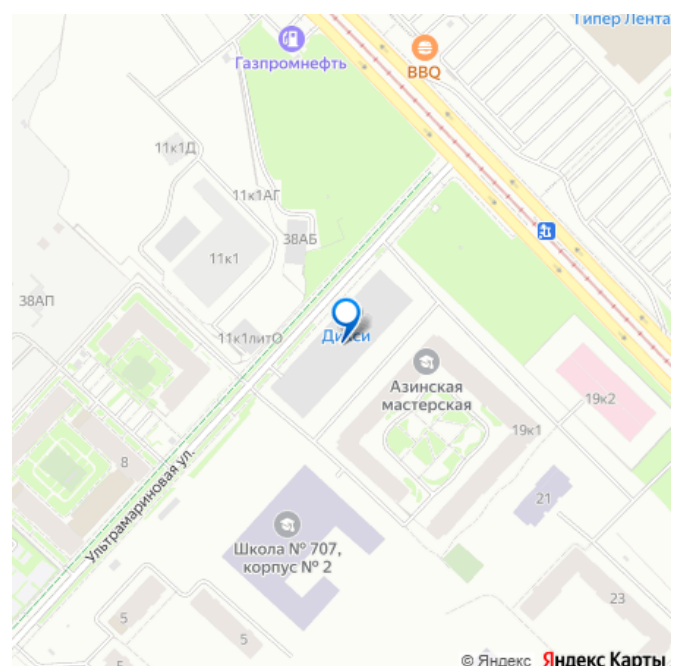 Гипер Лента
Газпромнефть
BBQ
11к1Д
11к1АГ
38АБ
11к1
38АП
11к1литО
Дикси
Азинская
мастерская
19к2
19к1
8
Ультрамариновая ул.
21
Школа № 707,
корпус № 2
23
5
5
5
© Яндекс Яндекс Карты